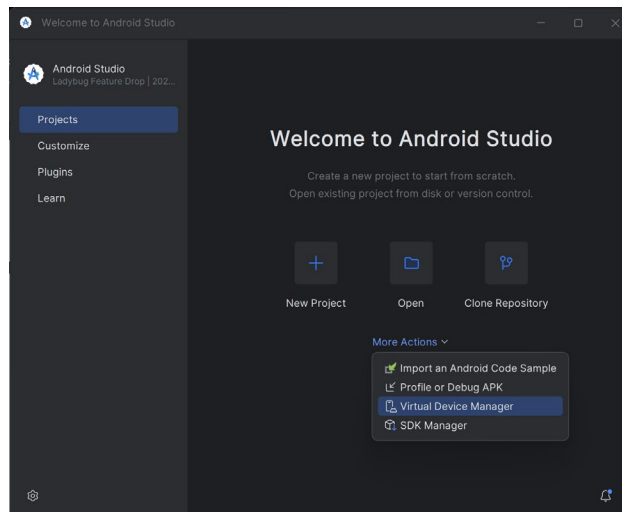 Welcome to Android Studio
Android Studio
Ladybug Feature Drop | 202...
Projects
Customize
Plugins
Learn
Welcome to Android Studio
Create a new project to start from scratch.
Open existing project from disk or version control.
New Project
Open
Clone Repository
More Actions
Import an Android Code Sample
Profile or Debug APK
Virtual Device Manager
SDK Manager